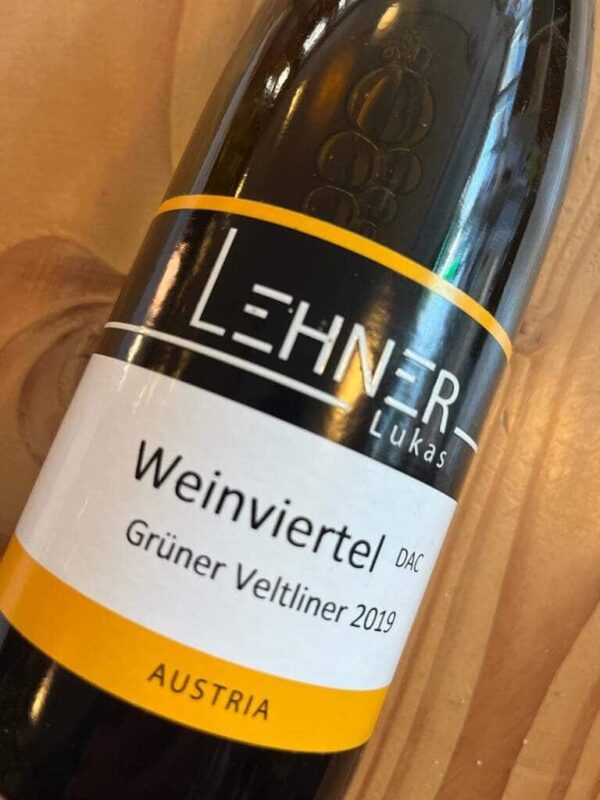 LEHNER
Lukas
Weinviertel DAC
Grüner Veltliner 2019
AUSTRIA